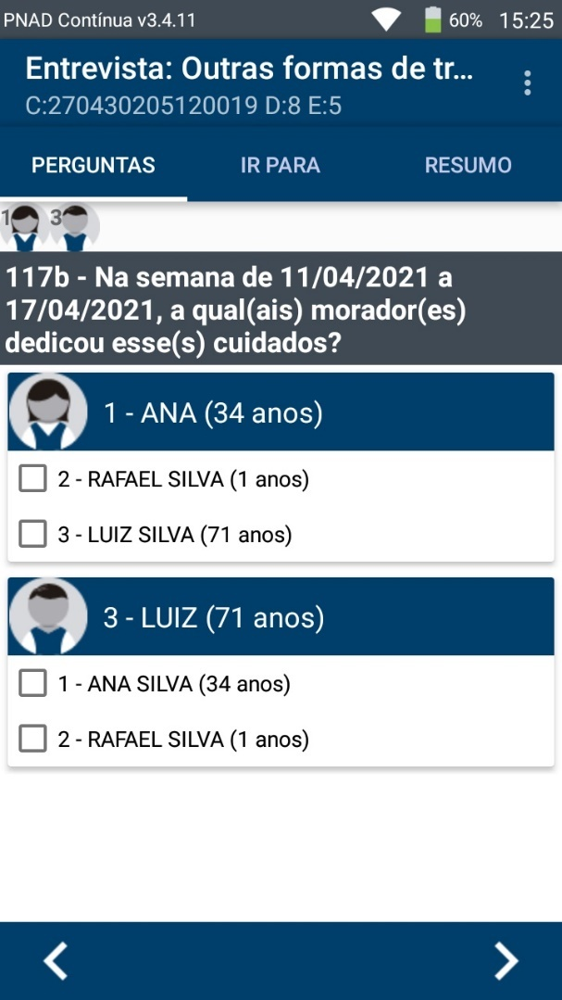 PNAD Contínua v3.4.11 60% 15:25
Entrevista: Outras formas de tr...
C:270430205120019 D:8 E:5
PERGUNTAS IR PARA RESUMO
1 3
117b - Na semana de 11/04/2021 a
17/04/2021, a qual(ais) morador(es)
dedicou esse(s) cuidados?
1 - ANA (34 anos)
2 - RAFAEL SILVA (1 anos)
3 - LUIZ SILVA (71 anos)
3 - LUIZ (71 anos)
1 - ANA SILVA (34 anos)
2 - RAFAEL SILVA (1 anos)